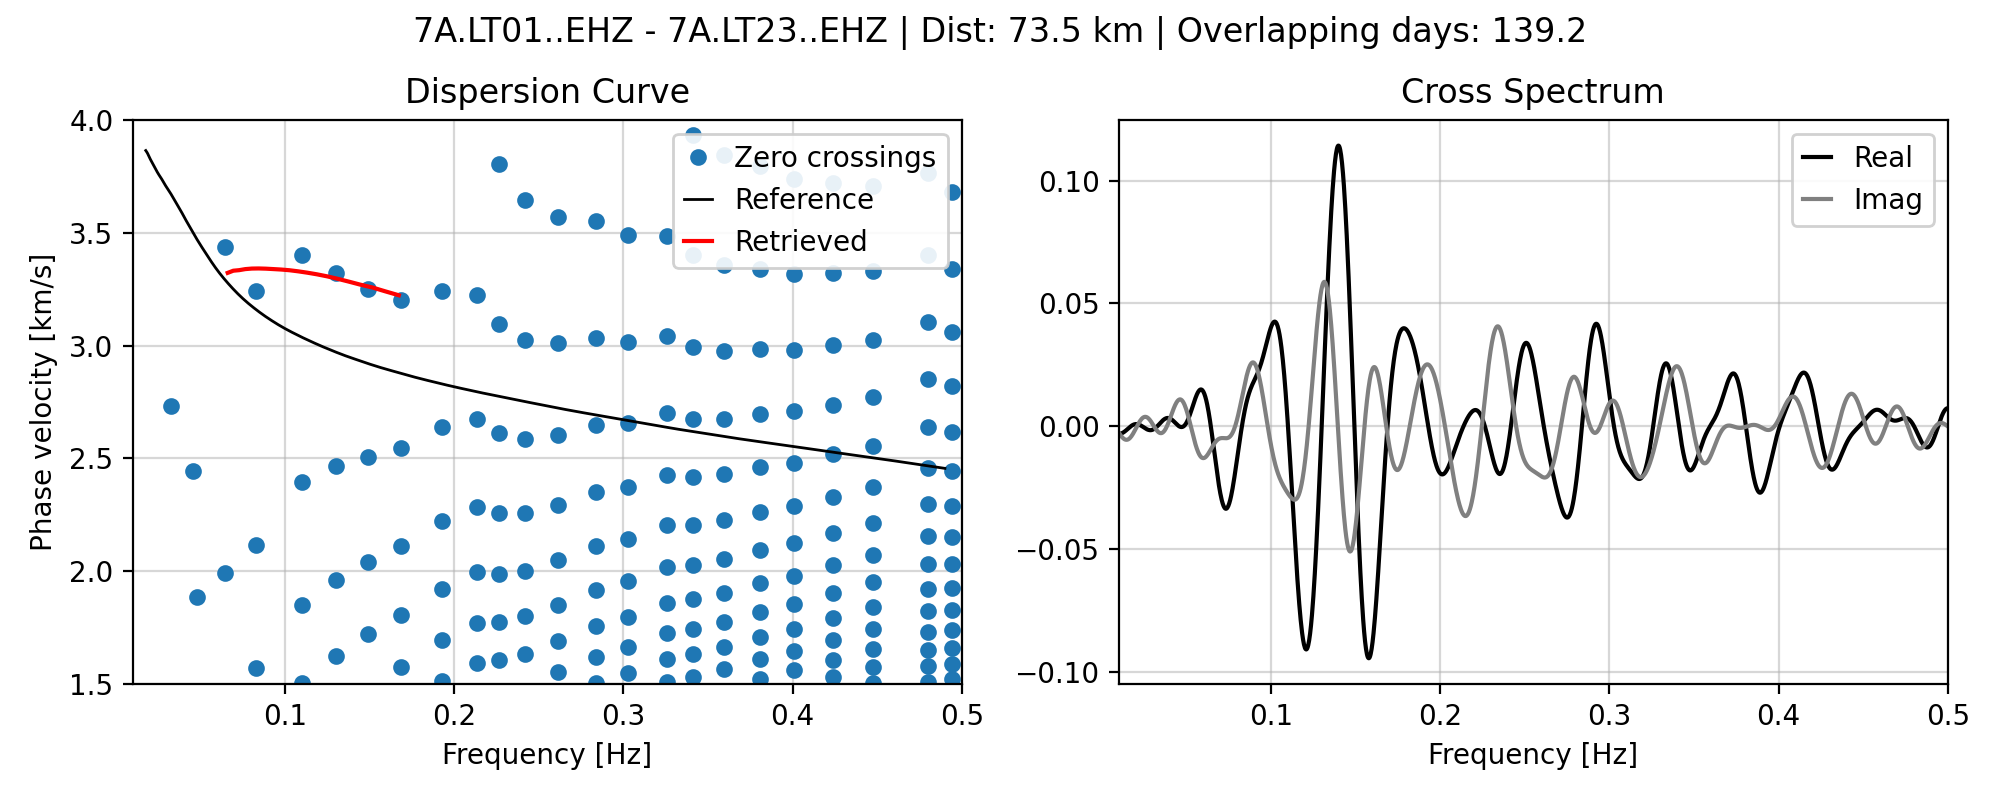 7A.LT01..EHZ - 7A.LT23..EHZ | Dist: 73.5 km | Overlapping days: 139.2
Dispersion Curve
4.0
3.5
3.0
2.5
2.0
1.5
Phase velocity [km/s]
0.1
0.2
0.3
0.4
0.5
Frequency [Hz]
Zero crossings
Reference
Retrieved
Cross Spectrum
0.10
0.05
0.00
−0.05
−0.10
0.1
0.2
0.3
0.4
0.5
Frequency [Hz]
Real
Imag